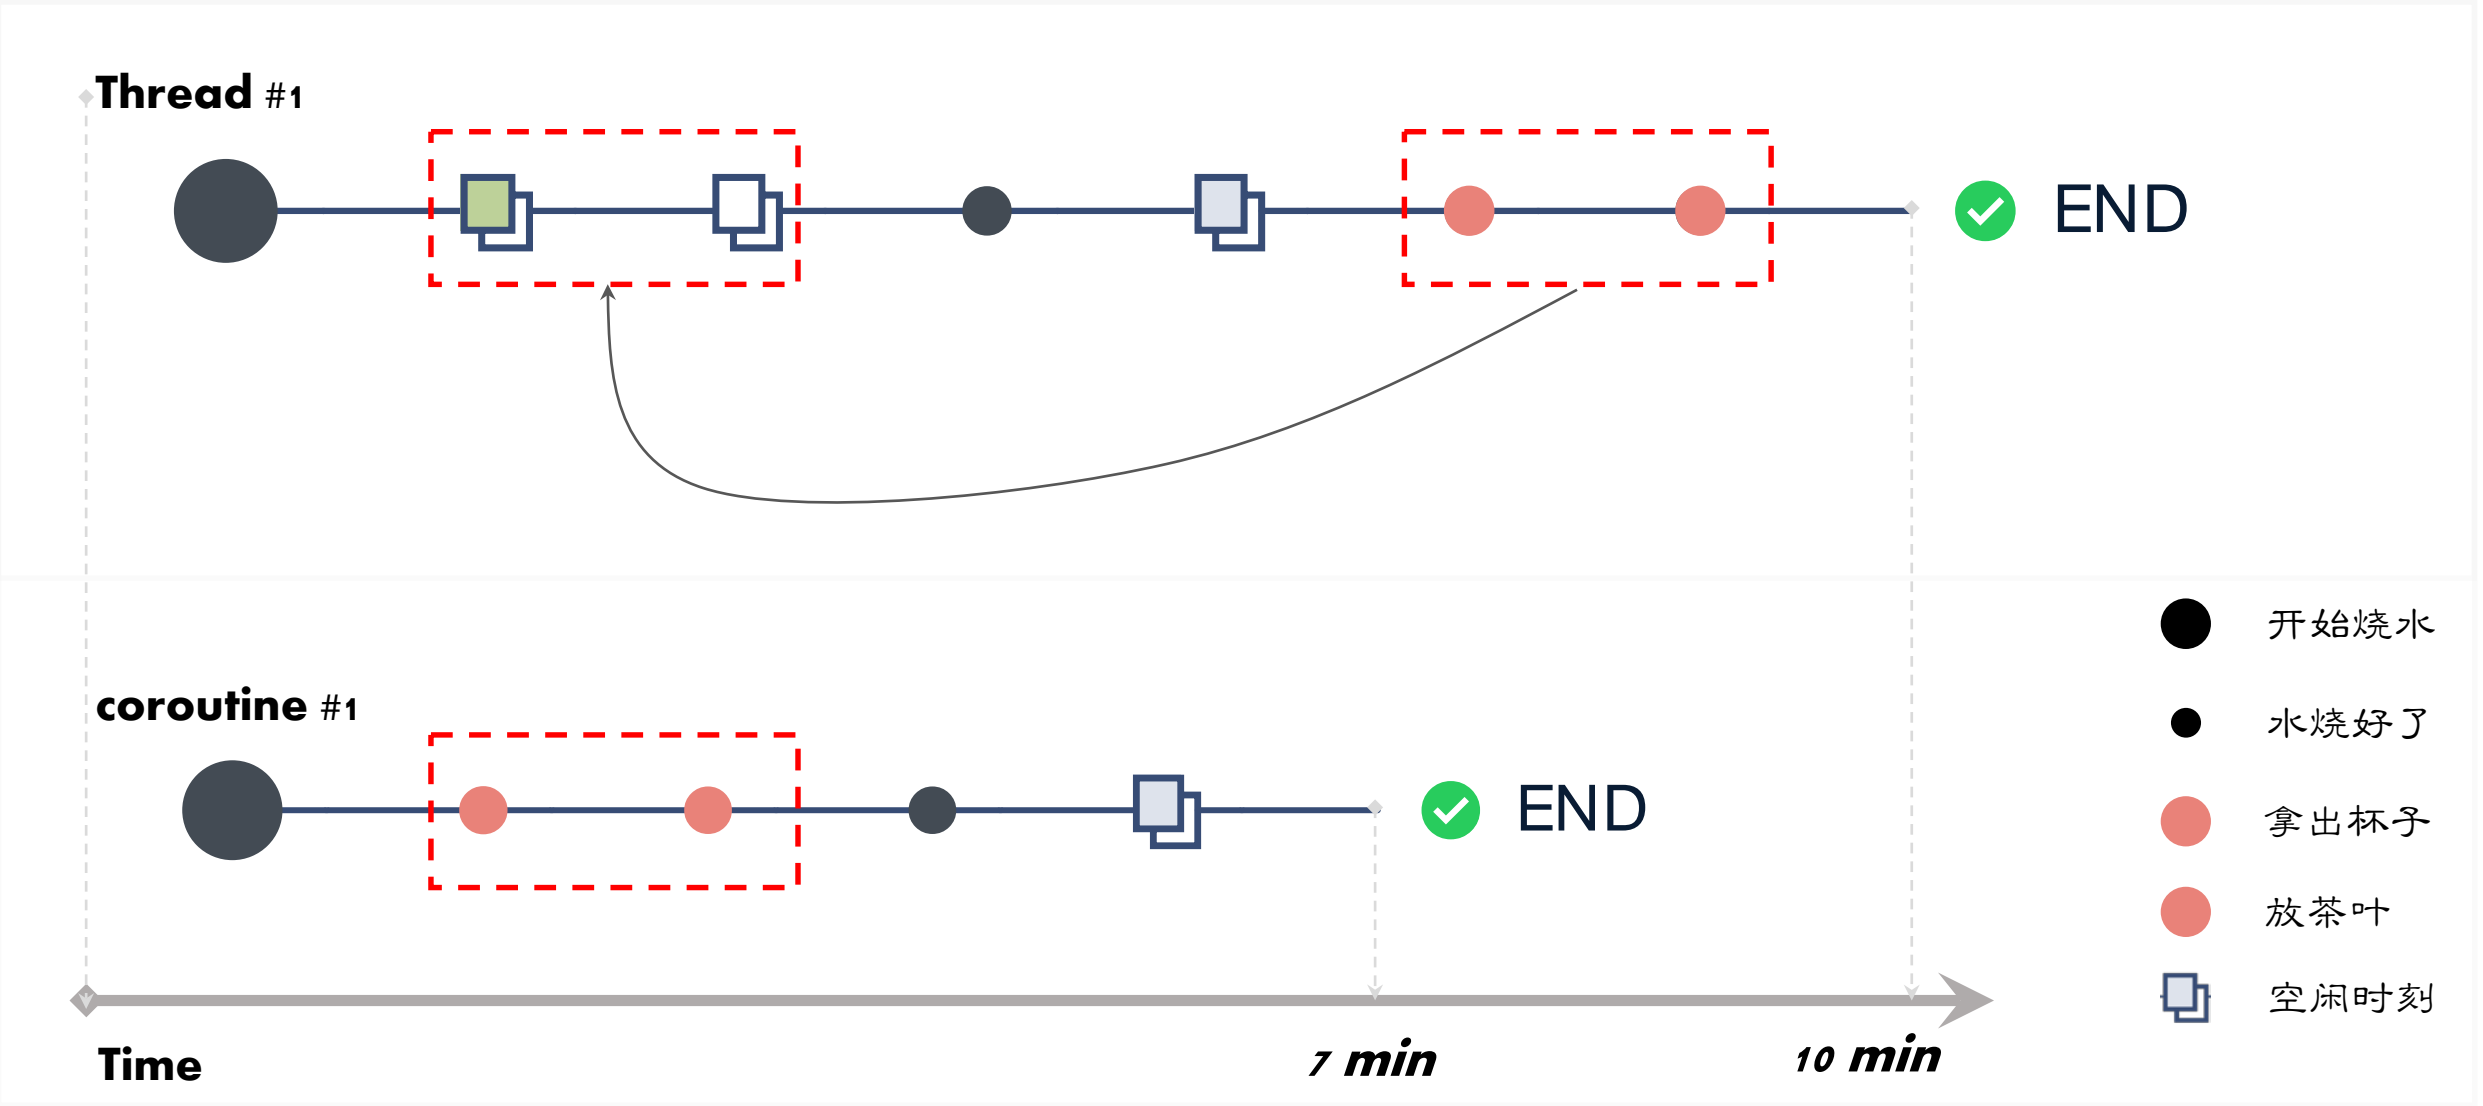 Thread #1
END
开始烧水
水烧好了
coroutine #1
END
拿出杯子
放茶叶
空闲时刻
Time
7 min
10 min